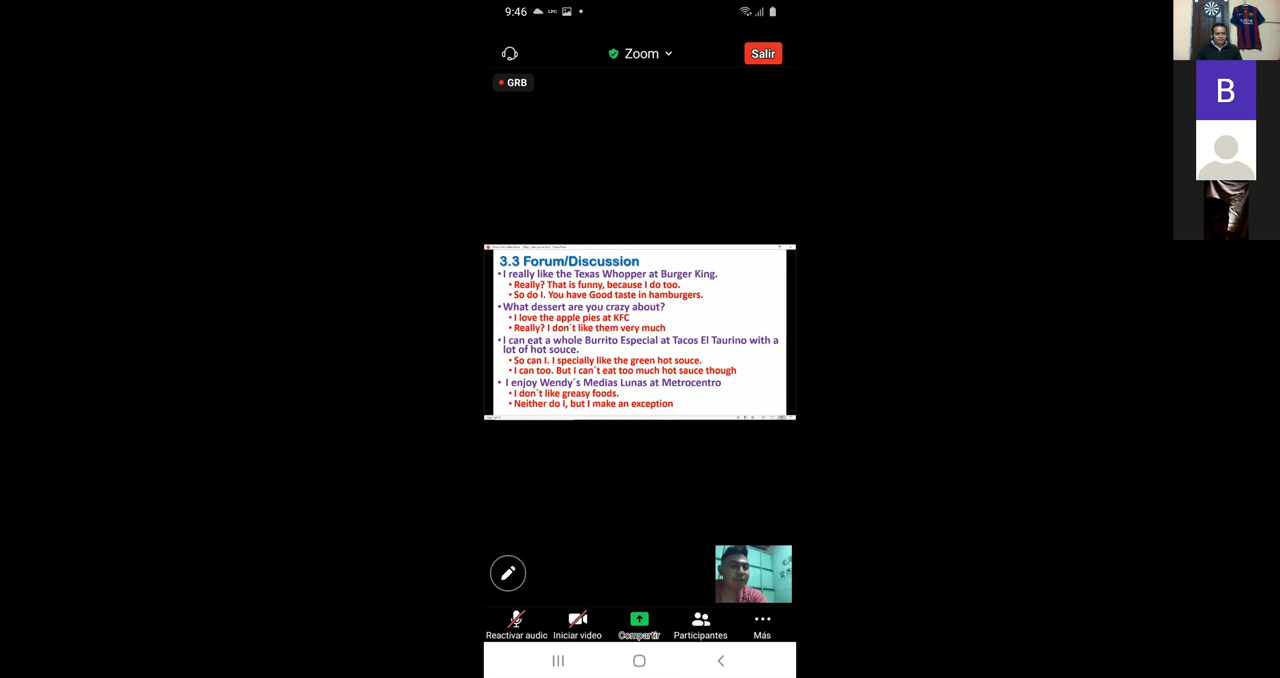 9:46
LPG
Zoom
Salir
GRB
3.3 Forum/Discussion
•I really like the Texas Whopper at Burger King.
• Really? That is funny, because I do too.
• So do I. You have Good taste in hamburgers.
•What dessert are you crazy about?
• I love the apple pies at KFC
• Really? I don´t like them very much
•I can eat a whole Burrito Especial at Tacos El Taurino with a
lot of hot souce.
• So can I. I specially like the green hot souce.
• I can too. But I can´t eat too much hot sauce though
• I enjoy Wendy´s Medias Lunas at Metrocentro
• I don´t like greasy foods.
• Neither do I, but I make an exception
Reactivar audio
Iniciar video
Compartir
Participantes
Más
B